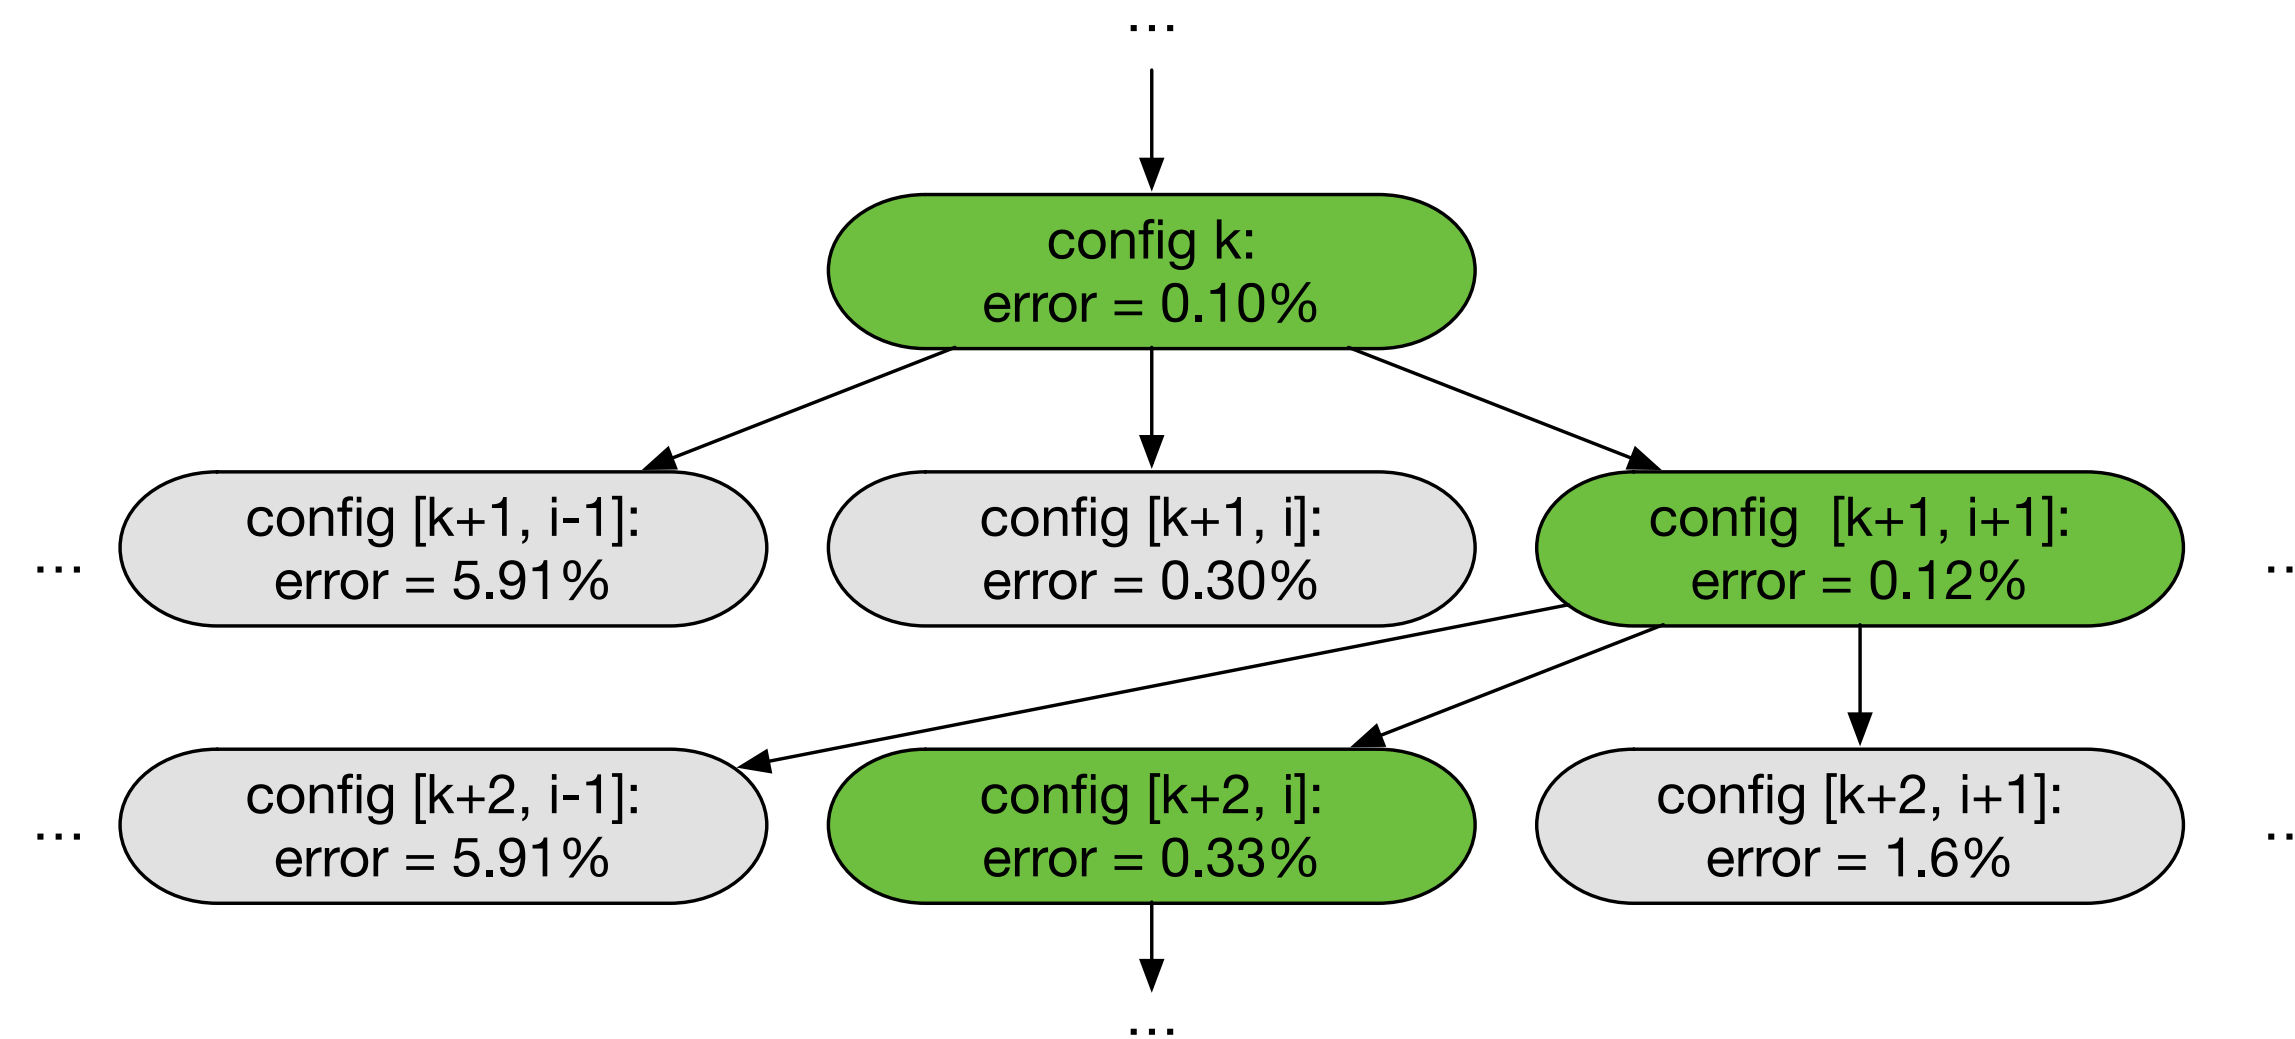 ...
config k:
error = 0.10%
... config [k+1, i-1]: config [k+1, i]: config  [k+1, i+1]: ...
error = 5.91% error = 0.30% error = 0.12%
... config [k+2, i-1]: config [k+2, i]: config [k+2, i+1]: ...
error = 5.91% error = 0.33% error = 1.6%
...